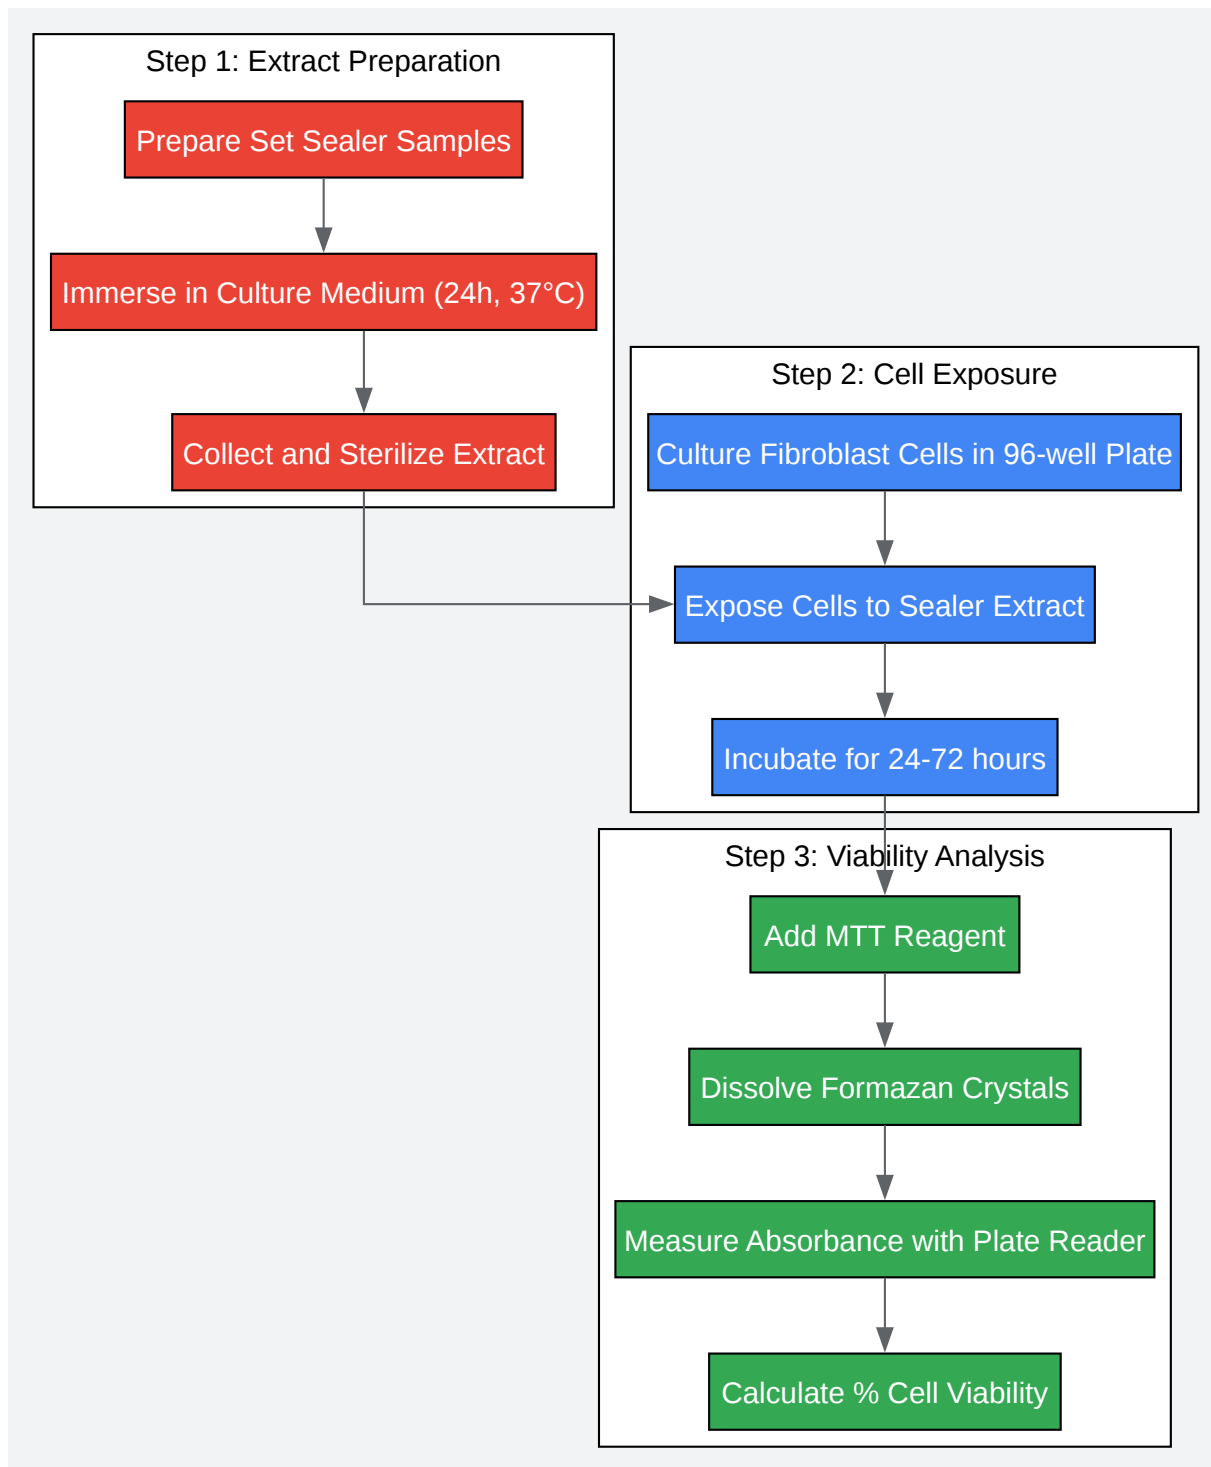 Step 1: Extract Preparation
Prepare Set Sealer Samples
Immerse in Culture Medium (24h, 37°C)
Collect and Sterilize Extract
Step 2: Cell Exposure
Culture Fibroblast Cells in 96-well Plate
Expose Cells to Sealer Extract
Incubate for 24-72 hours
Step 3: Viability Analysis
Add MTT Reagent
Dissolve Formazan Crystals
Measure Absorbance with Plate Reader
Calculate % Cell Viability